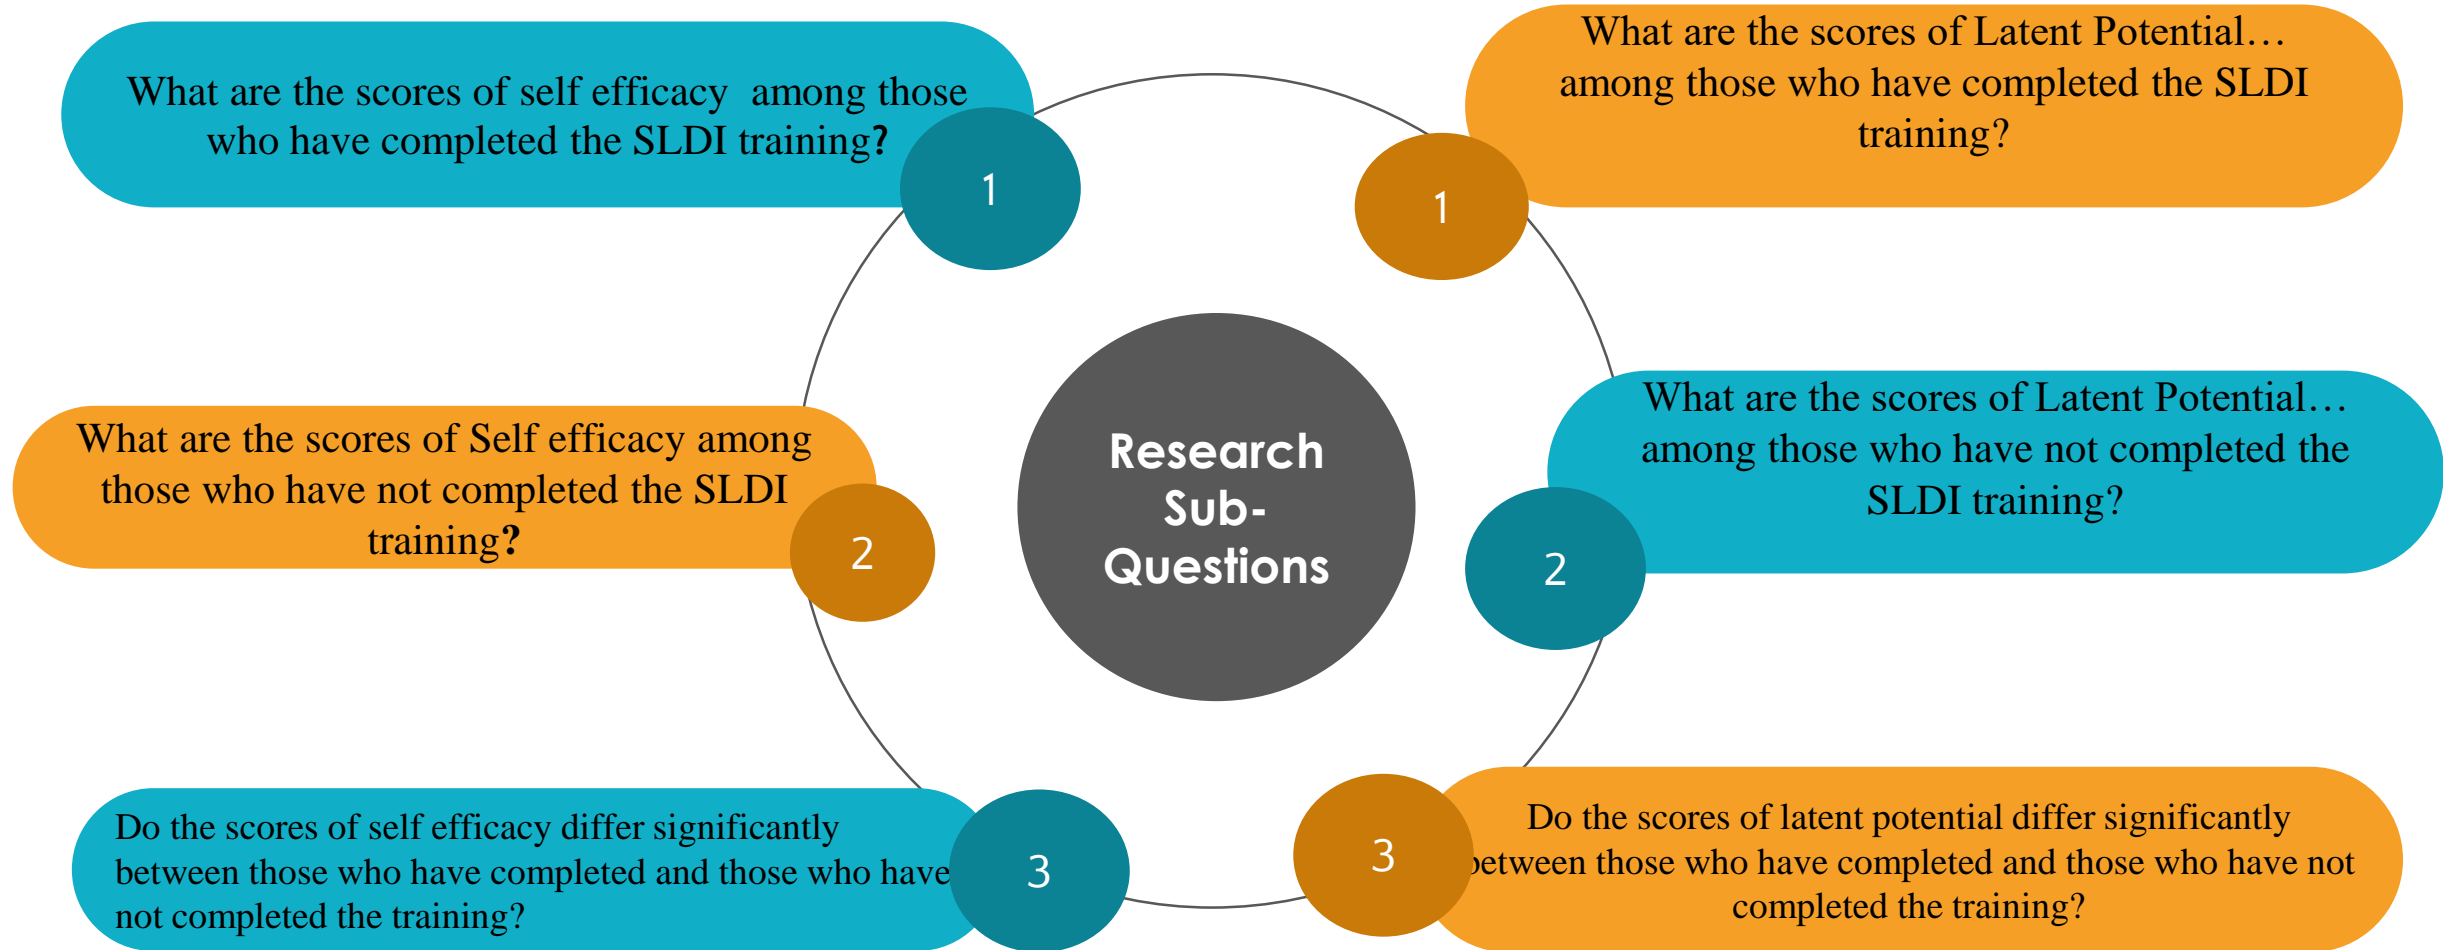 What are the scores of self efficacy  among those
who have completed the SLDI training?
1
What are the scores of Self efficacy among
those who have not completed the SLDI
training?
2
Do the scores of self efficacy differ significantly
between those who have completed and those who have
not completed the training?
3
Research
Sub-
Questions
What are the scores of Latent Potential…
among those who have completed the SLDI
training?
1
What are the scores of Latent Potential…
among those who have not completed the
SLDI training?
2
Do the scores of latent potential differ significantly
between those who have completed and those who have not
completed the training?
3